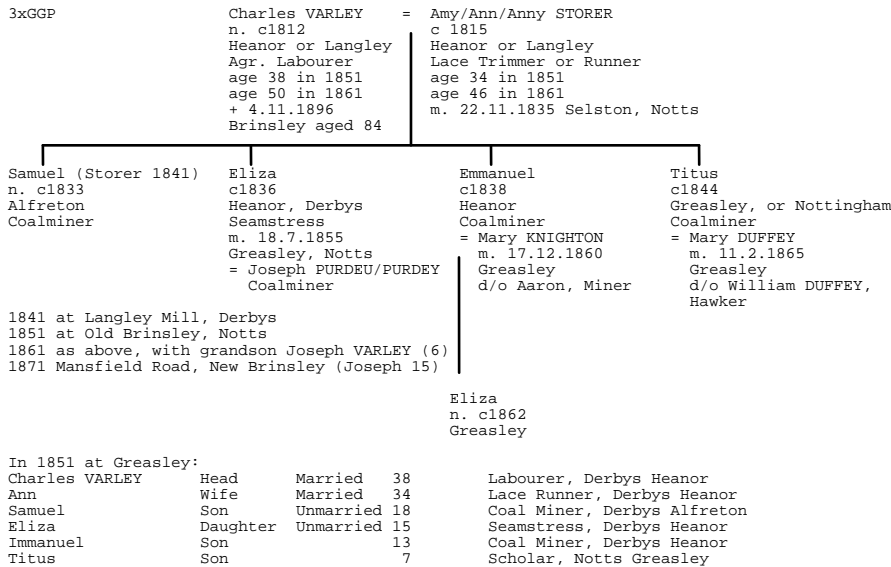 3xGGP Charles VARLEY = Amy/Ann/Anny STORER
n. c1812 c 1815
Heanor or Langley Heanor or Langley
Agr. Labourer Lace Trimmer or Runner
age 38 in 1851 age 34 in 1851
age 50 in 1861 age 46 in 1861
+ 4.11.1896 m. 22.11.1835 Selston, Notts
Brinsley aged 84
Samuel (Storer 1841) Eliza Emmanuel Titus
n. c1833 c1836 c1838 c1844
Alfreton Heanor, Derbys Heanor Greasley, or Nottingham
Coalminer Seamstress Coalminer Coalminer
m. 18.7.1855 = Mary KNIGHTON = Mary DUFFEY
Greasley, Notts m. 17.12.1860 m. 11.2.1865
= Joseph PURDEU/PURDEY Greasley Greasley
Coalminer d/o Aaron, Miner d/o William DUFFEY,
Hawker
1841 at Langley Mill, Derbys
1851 at Old Brinsley, Notts
1861 as above, with grandson Joseph VARLEY (6)
1871 Mansfield Road, New Brinsley (Joseph 15)
Eliza
n. c1862
Greasley
In 1851 at Greasley:
Charles VARLEY Head Married 38 Labourer, Derbys Heanor
Ann Wife Married 34 Lace Runner, Derbys Heanor
Samuel Son Unmarried 18 Coal Miner, Derbys Alfreton
Eliza Daughter Unmarried 15 Seamstress, Derbys Heanor
Immanuel Son 13 Coal Miner, Derbys Heanor
Titus Son 7 Scholar, Notts Greasley